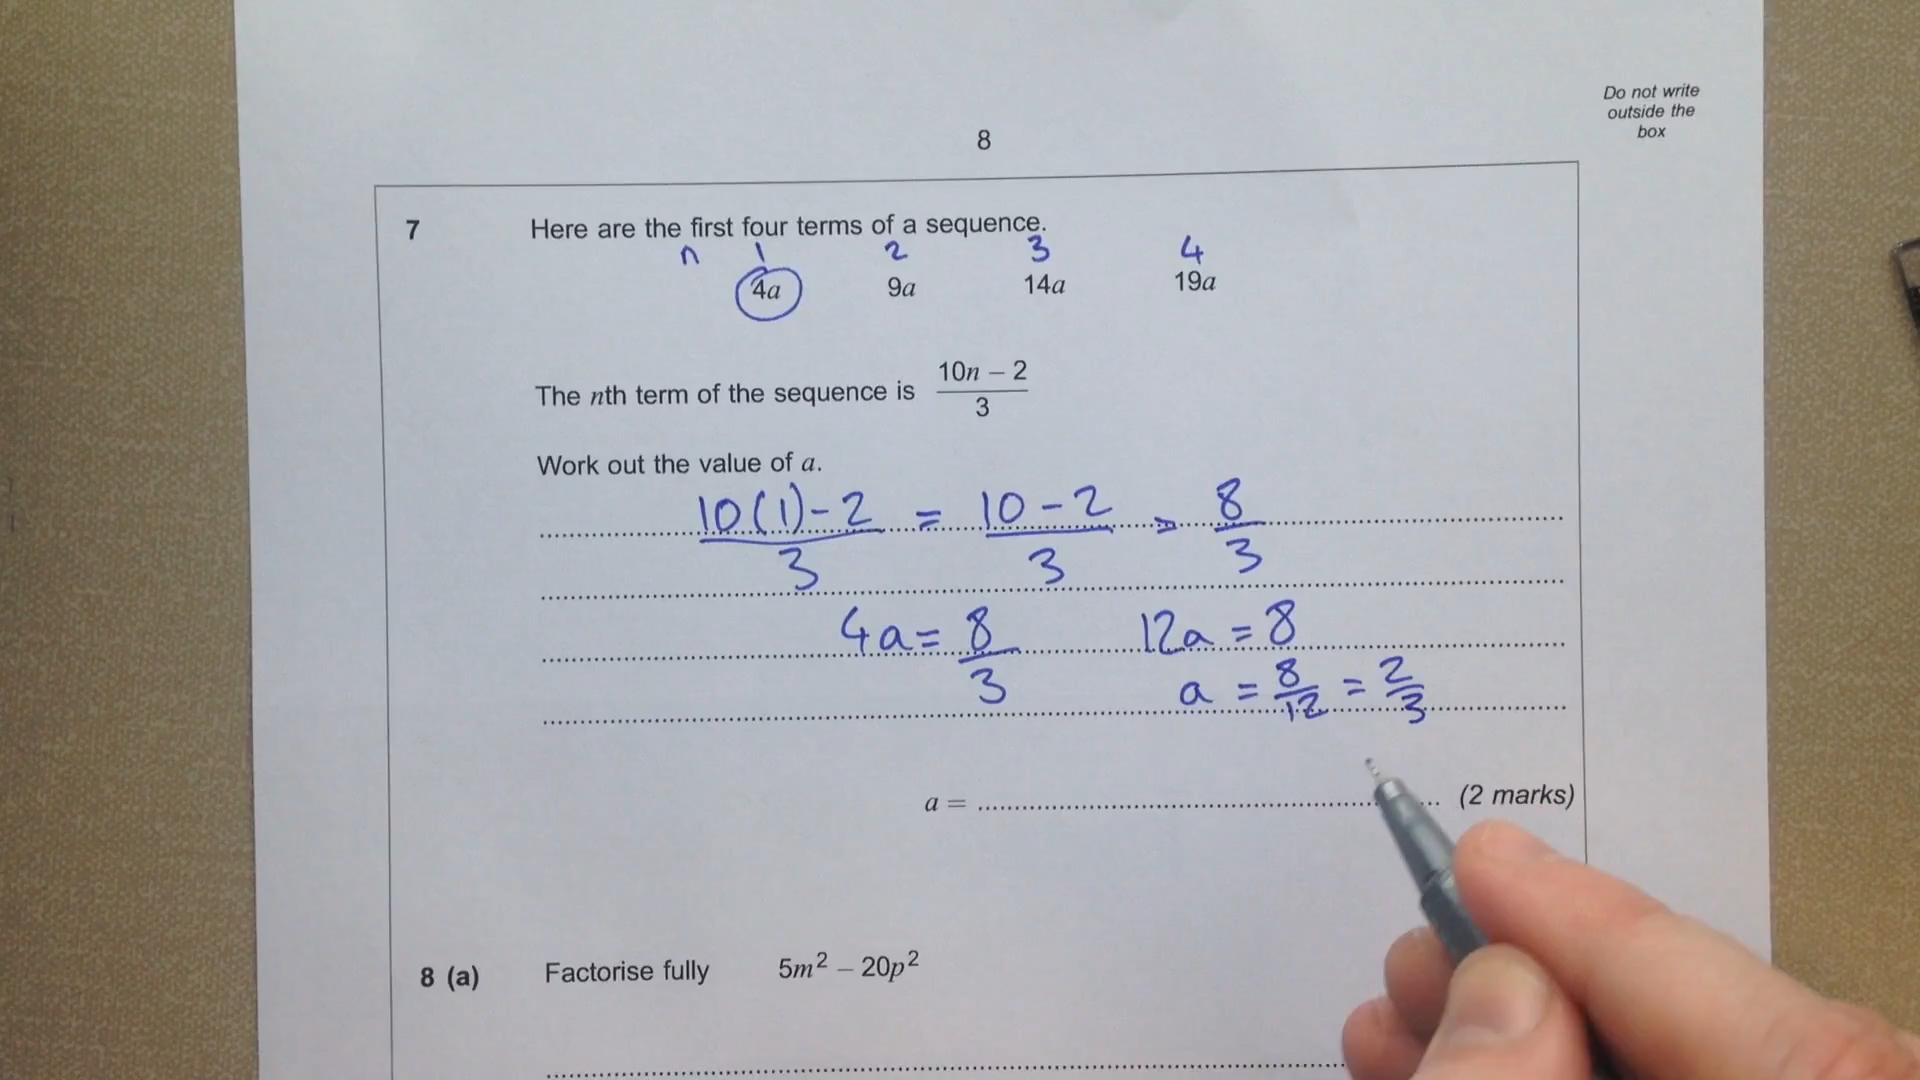 Do not write
outside the
box
8
7 Here are the first four terms of a sequence.
n 1 2 3 4
4a 9a 14a 19a
The nth term of the sequence is 10n – 2 / 3
Work out the value of a.
10(1)-2 / 3 = 10-2 / 3 = 8 / 3
4a = 8 / 3 12a = 8
a = 8/12 = 2/3
a = (2 marks)
8 (a) Factorise fully 5m² – 20p²